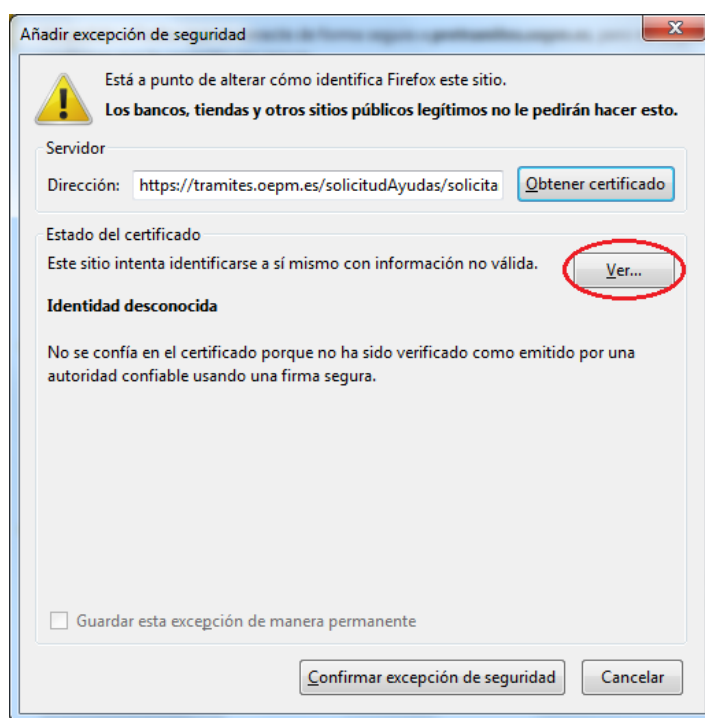 Añadir excepción de seguridad
Está a punto de alterar cómo identifica Firefox este sitio.
Los bancos, tiendas y otros sitios públicos legítimos no le pedirán hacer esto.
Servidor
Dirección: https://tramites.oepm.es/solicitudAyudas/solicita Obtener certificado
Estado del certificado
Este sitio intenta identificarse a sí mismo con información no válida. Ver...
Identidad desconocida
No se confía en el certificado porque no ha sido verificado como emitido por una
autoridad confiable usando una firma segura.
Guardar esta excepción de manera permanente
Confirmar excepción de seguridad Cancelar